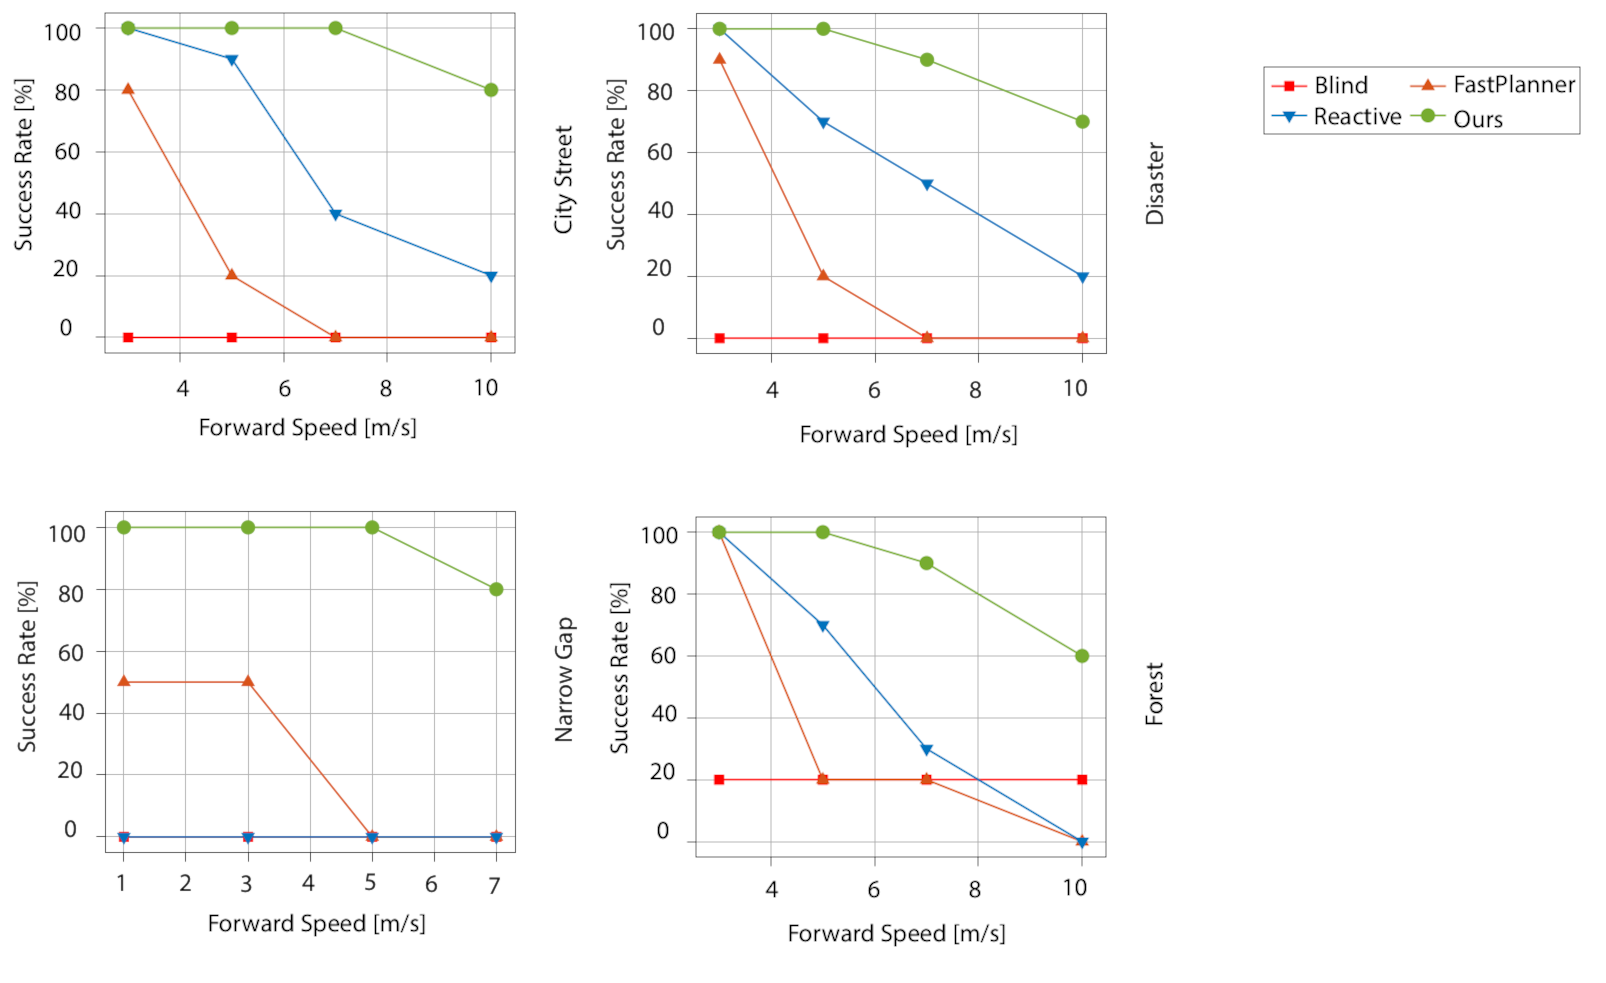 100
80
60
40
20
0
Success Rate [%]
4 6 8 10
Forward Speed [m/s]
City Street
100
80
60
40
20
0
Success Rate [%]
4 6 8 10
Forward Speed [m/s]
Disaster
Blind FastPlanner
Reactive Ours
100
80
60
40
20
0
Success Rate [%]
1 2 3 4 5 6 7
Forward Speed [m/s]
Narrow Gap
100
80
60
40
20
0
Success Rate [%]
4 6 8 10
Forward Speed [m/s]
Forest